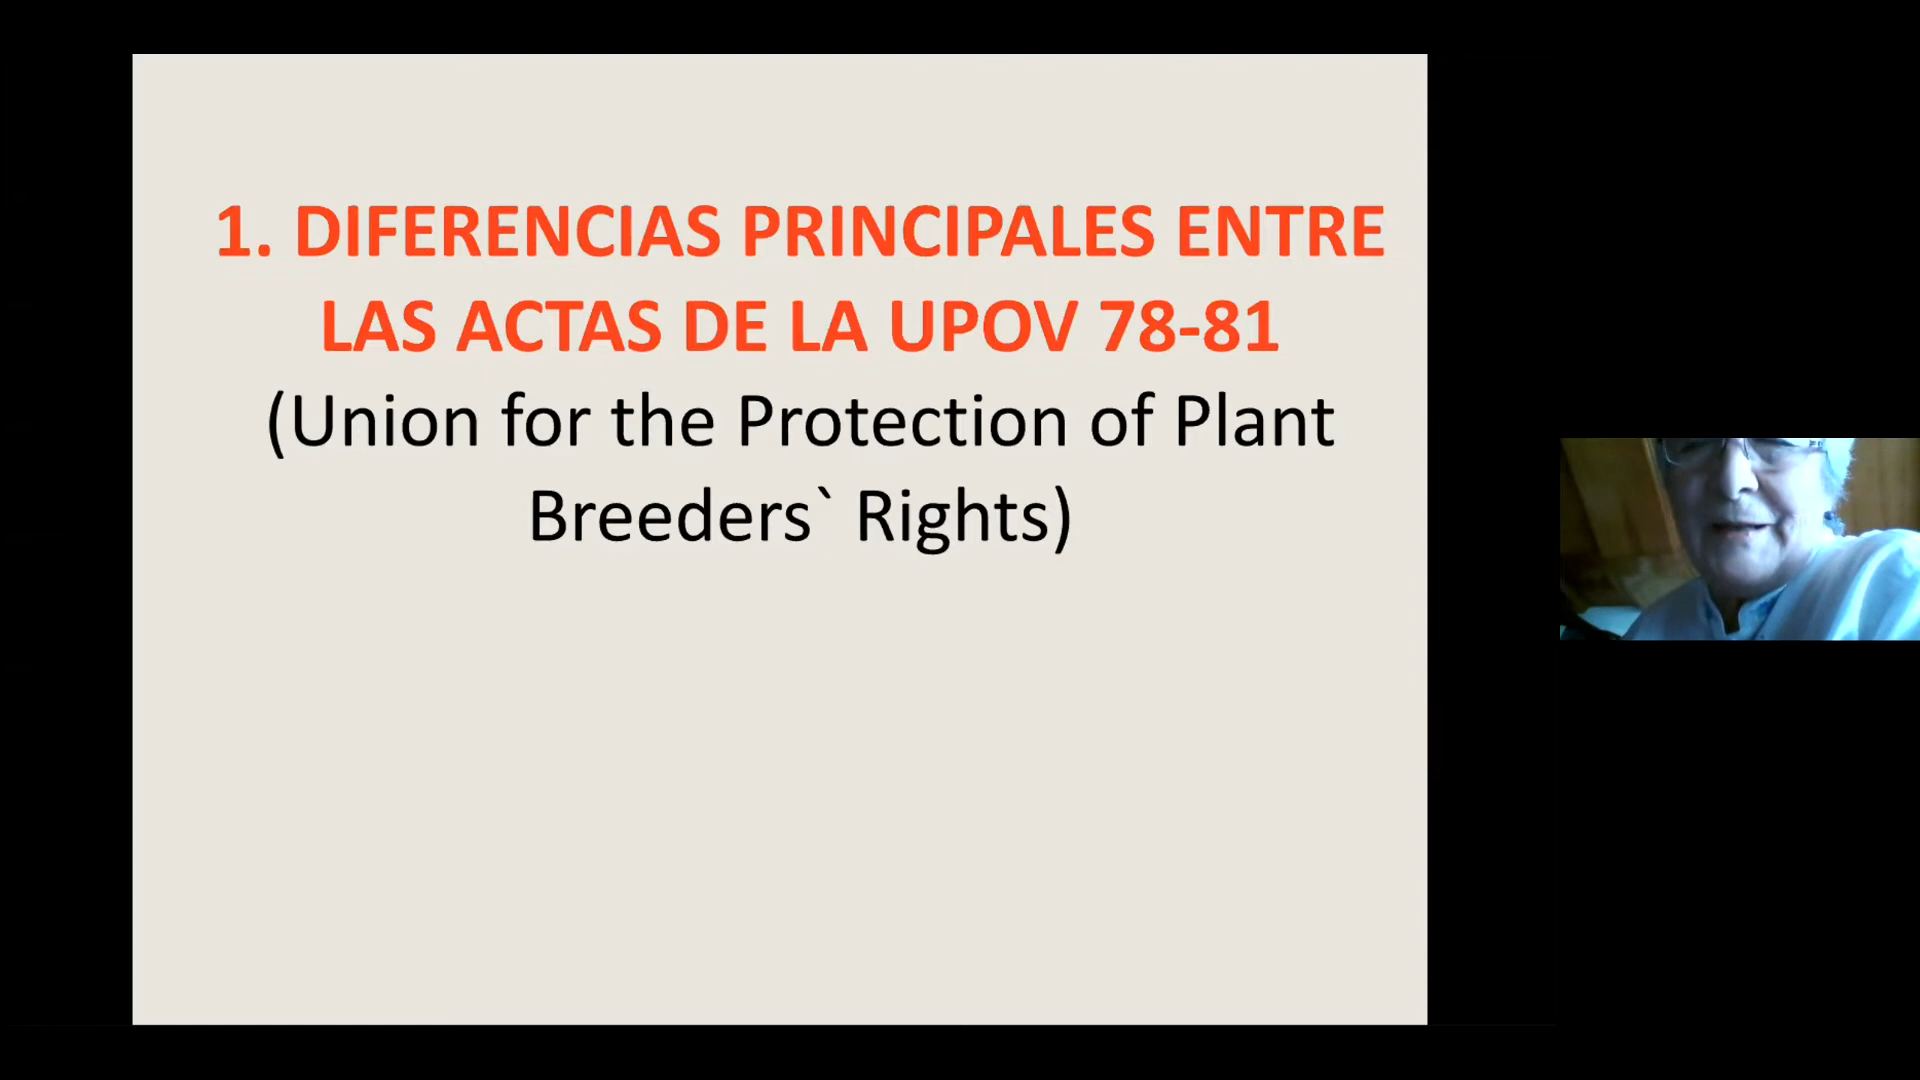 1. DIFERENCIAS PRINCIPALES ENTRE
LAS ACTAS DE LA UPOV 78-81
(Union for the Protection of Plant
Breeders` Rights)